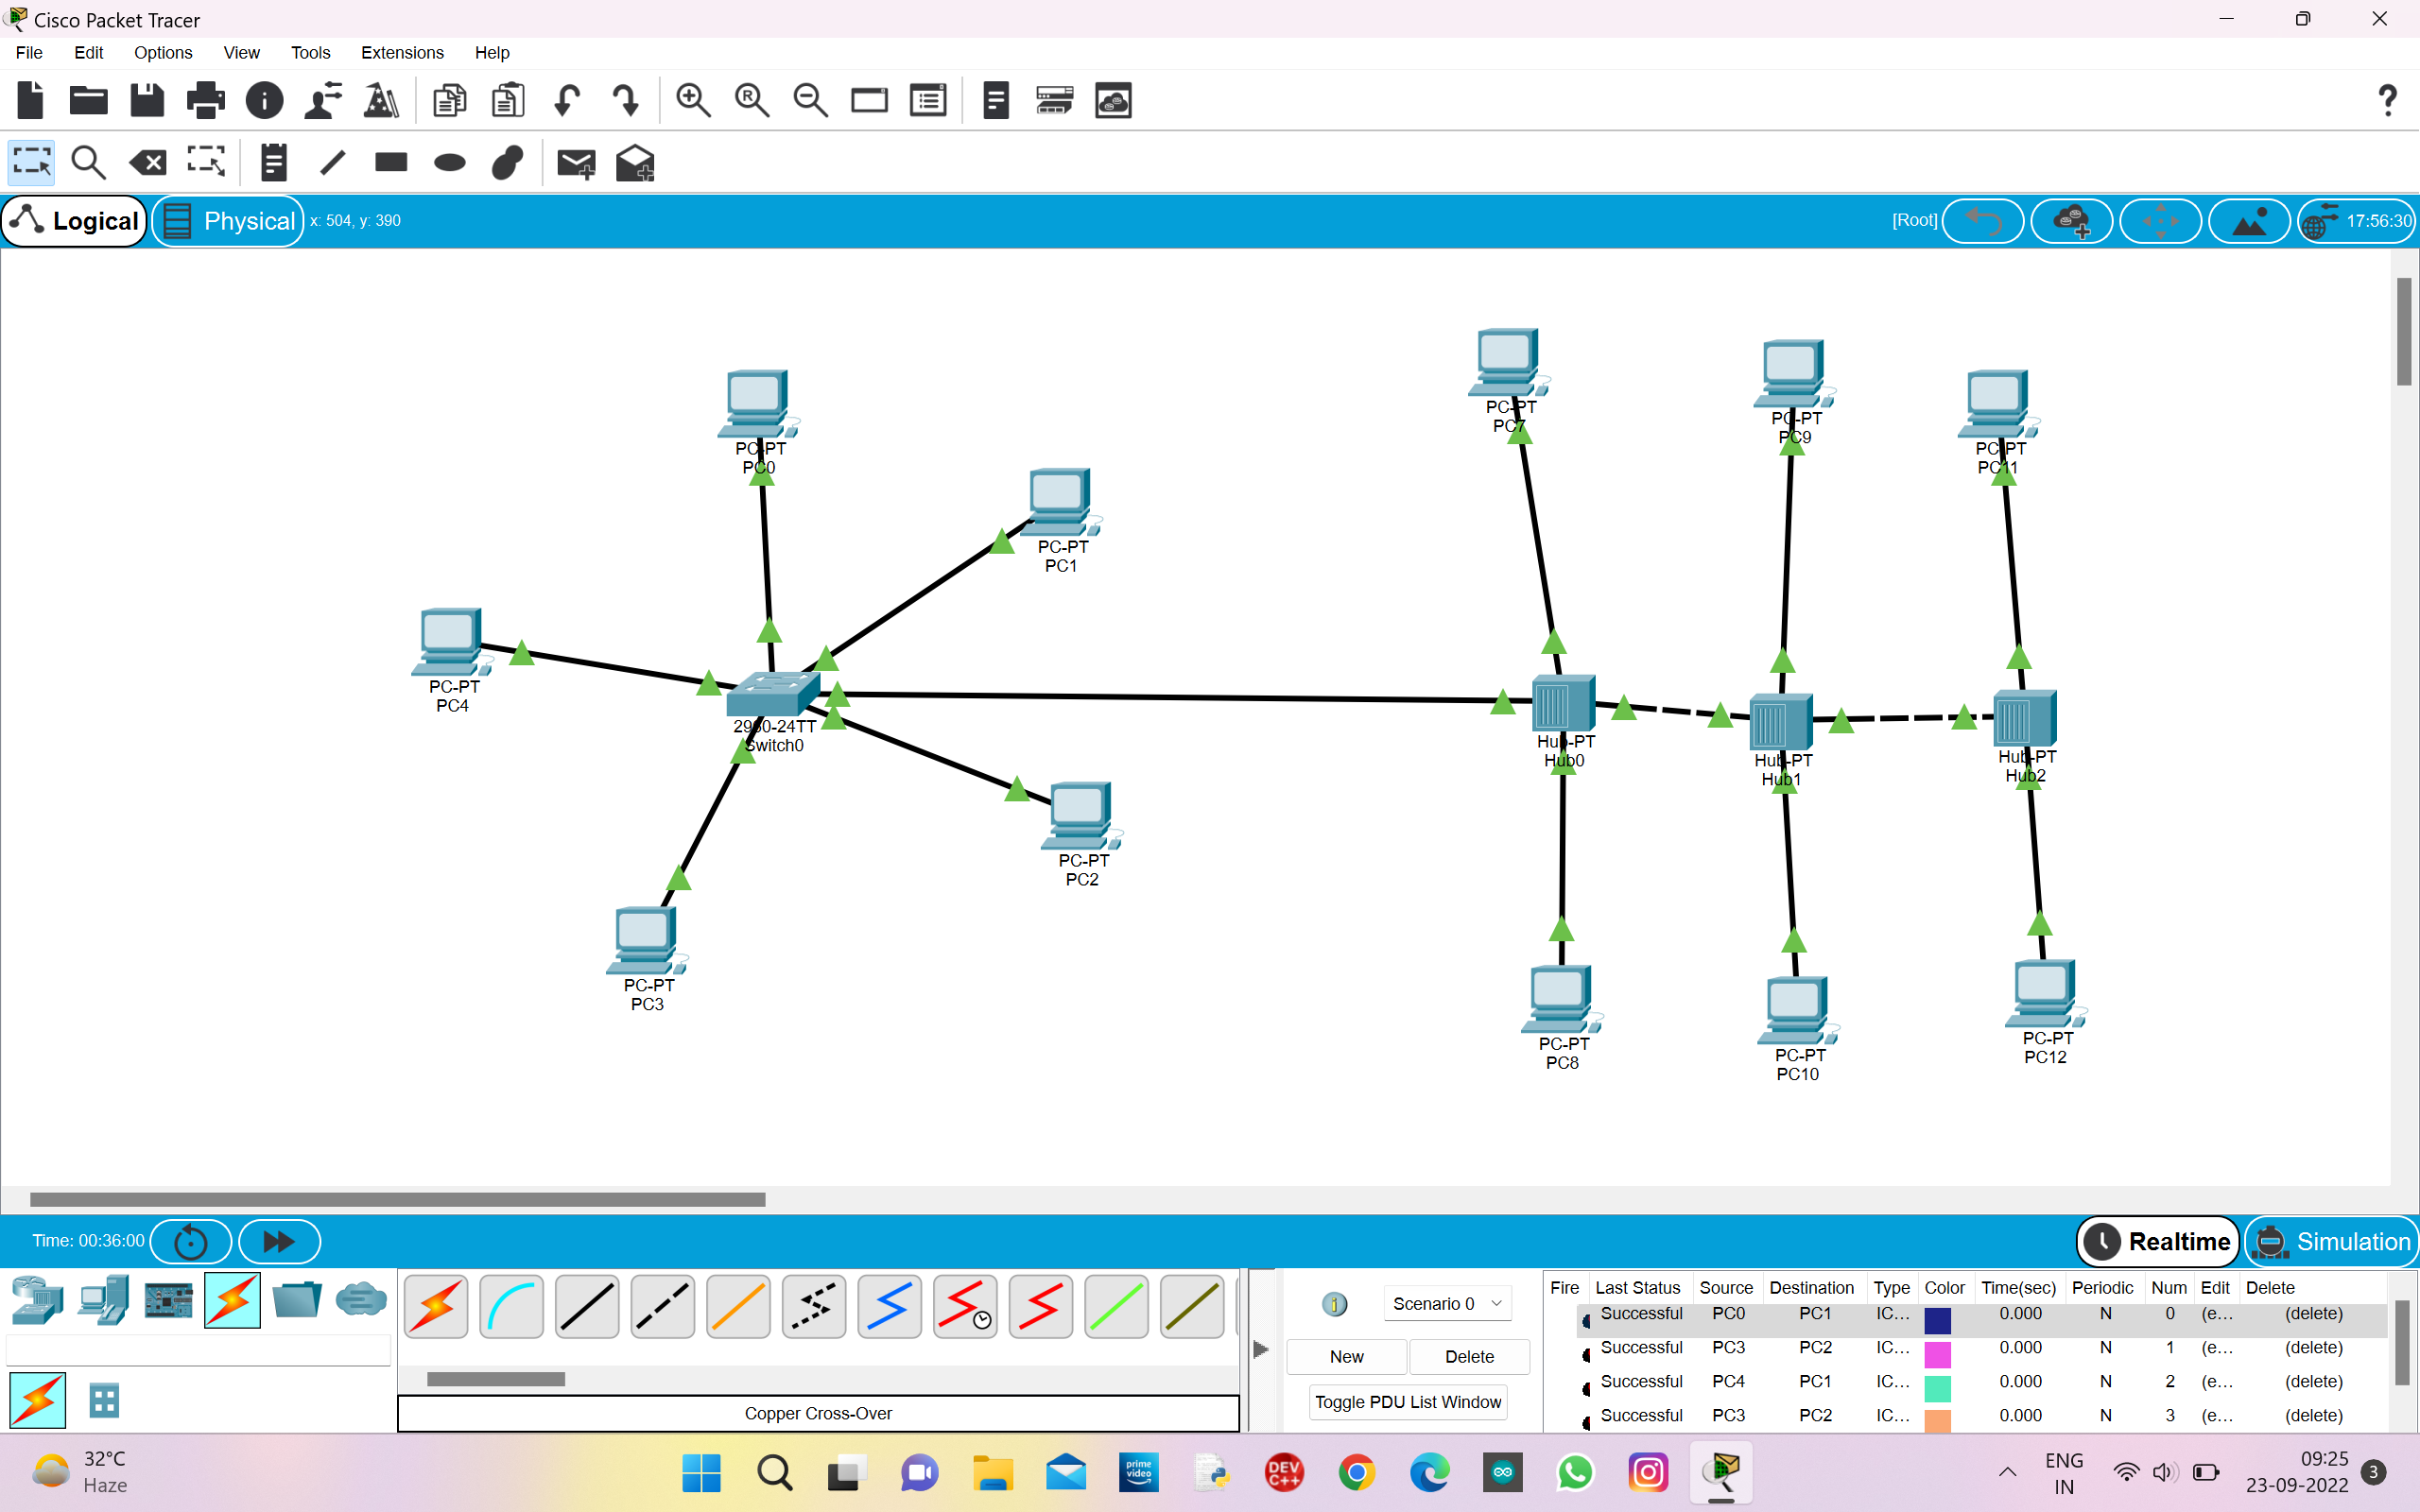 Cisco Packet Tracer
File Edit Options View Tools Extensions Help
Logical Physical x: 504, y: 390 [Root] 17:56:30
PC-PT
PC7
PC-PT
PC9
PC-PT
PC0
PC-PT
PC11
PC-PT
PC1
PC-PT
PC4
2960-24TT
Switch0
Hub-PT
Hub0
Hub-PT
Hub1
Hub-PT
Hub2
PC-PT
PC2
PC-PT
PC3
PC-PT
PC8
PC-PT
PC10
PC-PT
PC12
Time: 00:36:00 Realtime Simulation
Fire Last Status Source Destination Type Color Time(sec) Periodic Num Edit Delete
Scenario 0
Successful PC0 PC1 IC... 0.000 N 0 (e... (delete)
New Delete
Successful PC3 PC2 IC... 0.000 N 1 (e... (delete)
Successful PC4 PC1 IC... 0.000 N 2 (e... (delete)
Toggle PDU List Window
Successful PC3 PC2 IC... 0.000 N 3 (e... (delete)
Copper Cross-Over
32°C
Haze
prime
video
DEV
C++
ENG
IN
09:25
23-09-2022
3